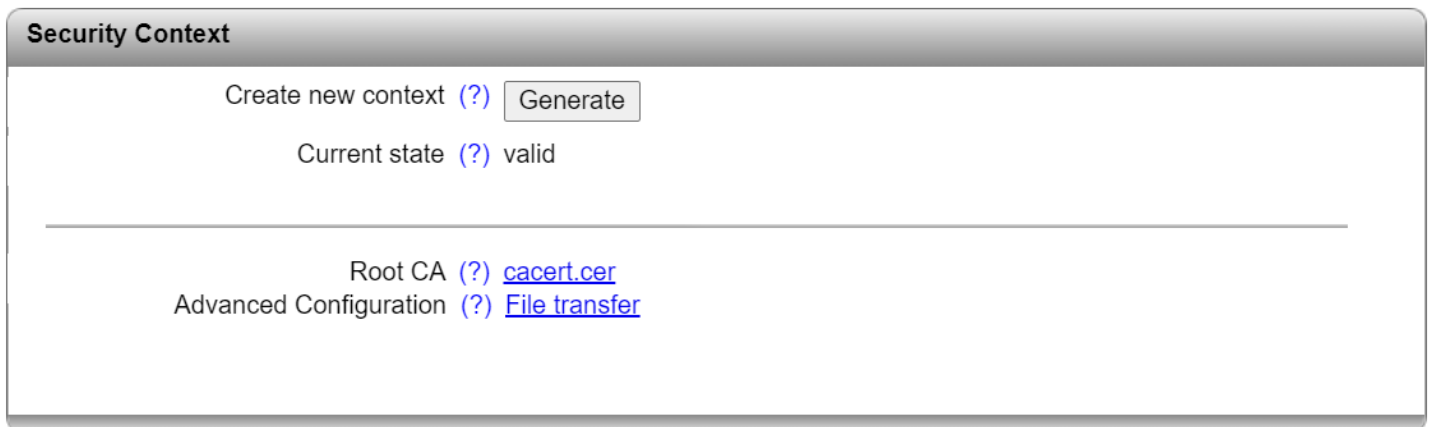 Security Context
Create new context (?) Generate
Current state (?) valid
Root CA (?) cacert.cer
Advanced Configuration (?) File transfer